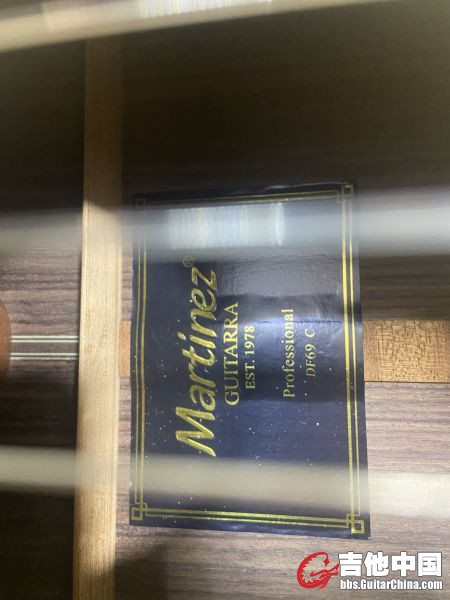 Martinez®
GUITARRA
EST. 1978
Professional
DF69 C
吉他中国
bbs.GuitarChina.com